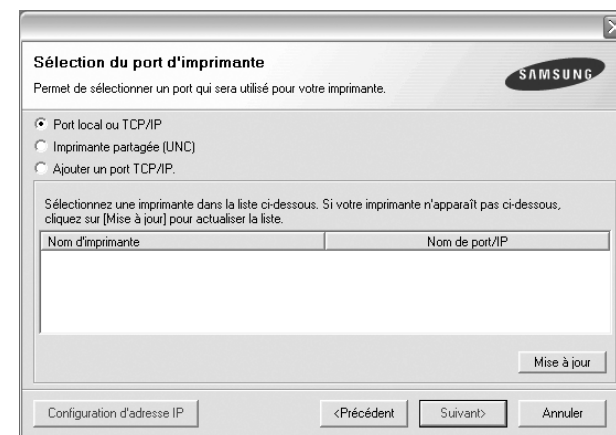 Sélection du port d'imprimante
Permet de sélectionner un port qui sera utilisé pour votre imprimante.
SAMSUNG
Port local ou TCP/IP
Imprimante partagée (UNC)
Ajouter un port TCP/IP.
Sélectionnez une imprimante dans la liste ci-dessous. Si votre imprimante n'apparaît pas ci-dessous,
cliquez sur [Mise à jour] pour actualiser la liste.
Nom d'imprimante Nom de port/IP
Mise à jour
Configuration d'adresse IP <Précédent Suivant> Annuler